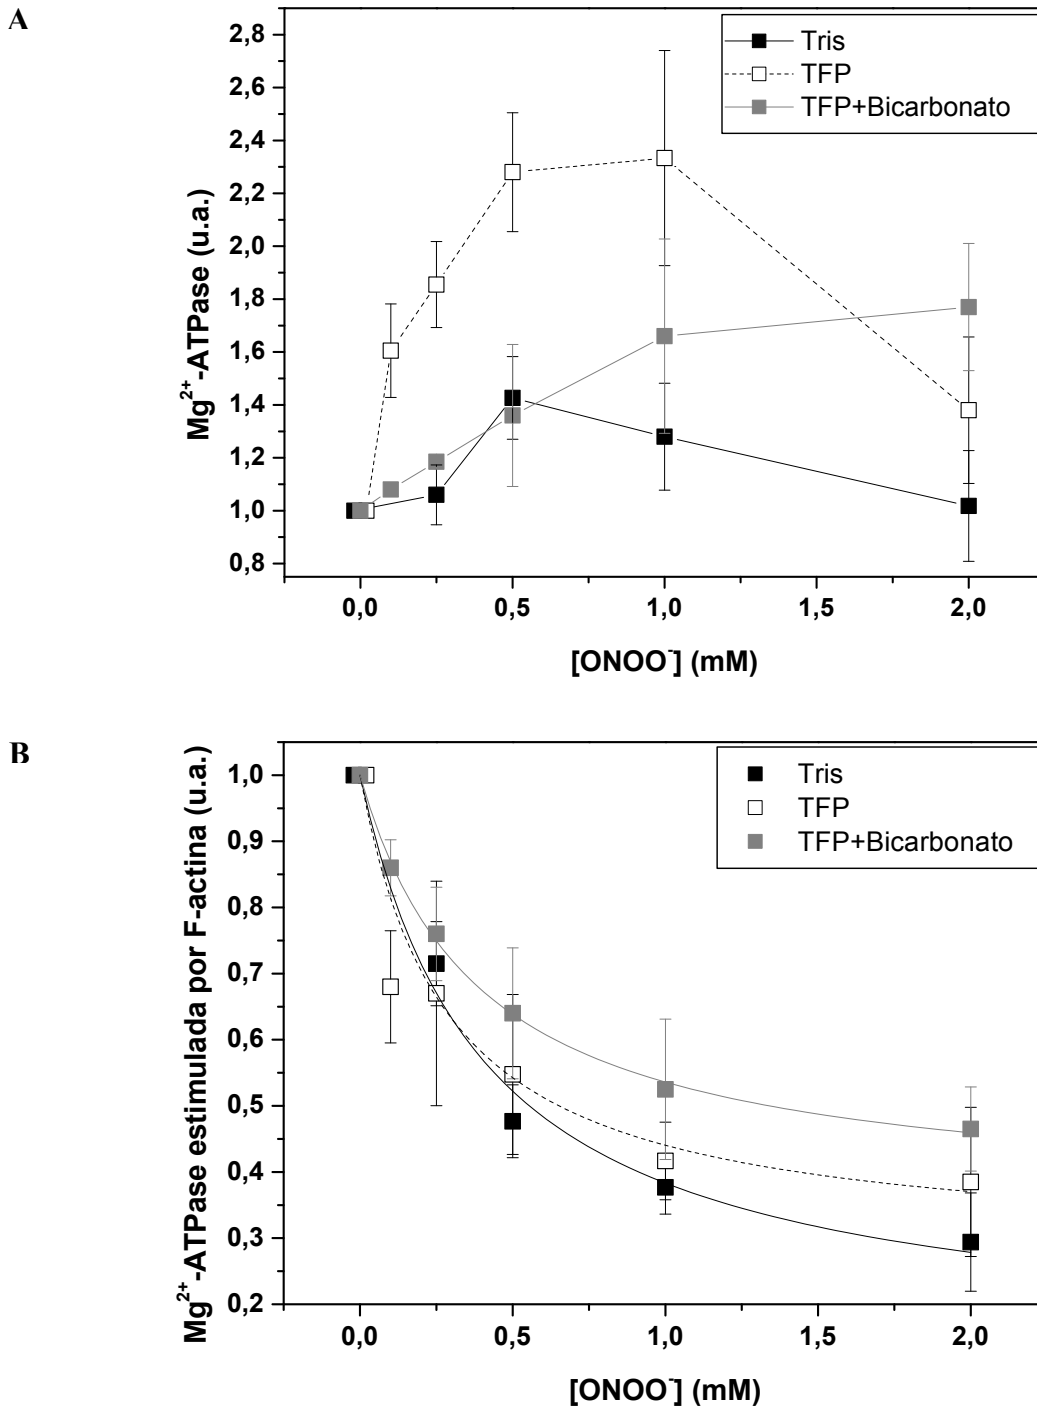 A
Mg²⁺-ATPase (u.a.)
2,8
2,6
2,4
2,2
2,0
1,8
1,6
1,4
1,2
1,0
0,8
Tris
TFP
TFP+Bicarbonato
0,0 0,5 1,0 1,5 2,0
[ONOO⁻] (mM)
B
Mg²⁺-ATPase estimulada por F-actina (u.a.)
1,0
0,9
0,8
0,7
0,6
0,5
0,4
0,3
0,2
Tris
TFP
TFP+Bicarbonato
0,0 0,5 1,0 1,5 2,0
[ONOO⁻] (mM)